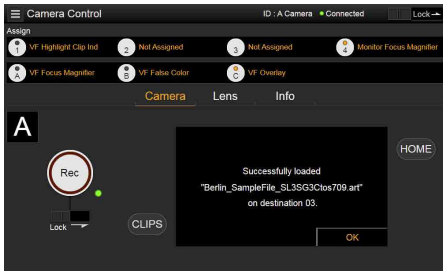 Camera Control ID : A Camera Connected Lock
Assign
1 VF Highlight Clip Ind 2 Not Assigned 3 Not Assigned 4 Monitor Focus Magnifier
A VF Focus Magnifier B VF False Color C VF Overlay
Camera Lens Info
A
HOME
Rec
Successfully loaded
"Berlin_SampleFile_SL3SG3Ctos709.art"
on destination 03.
Lock
CLIPS
OK